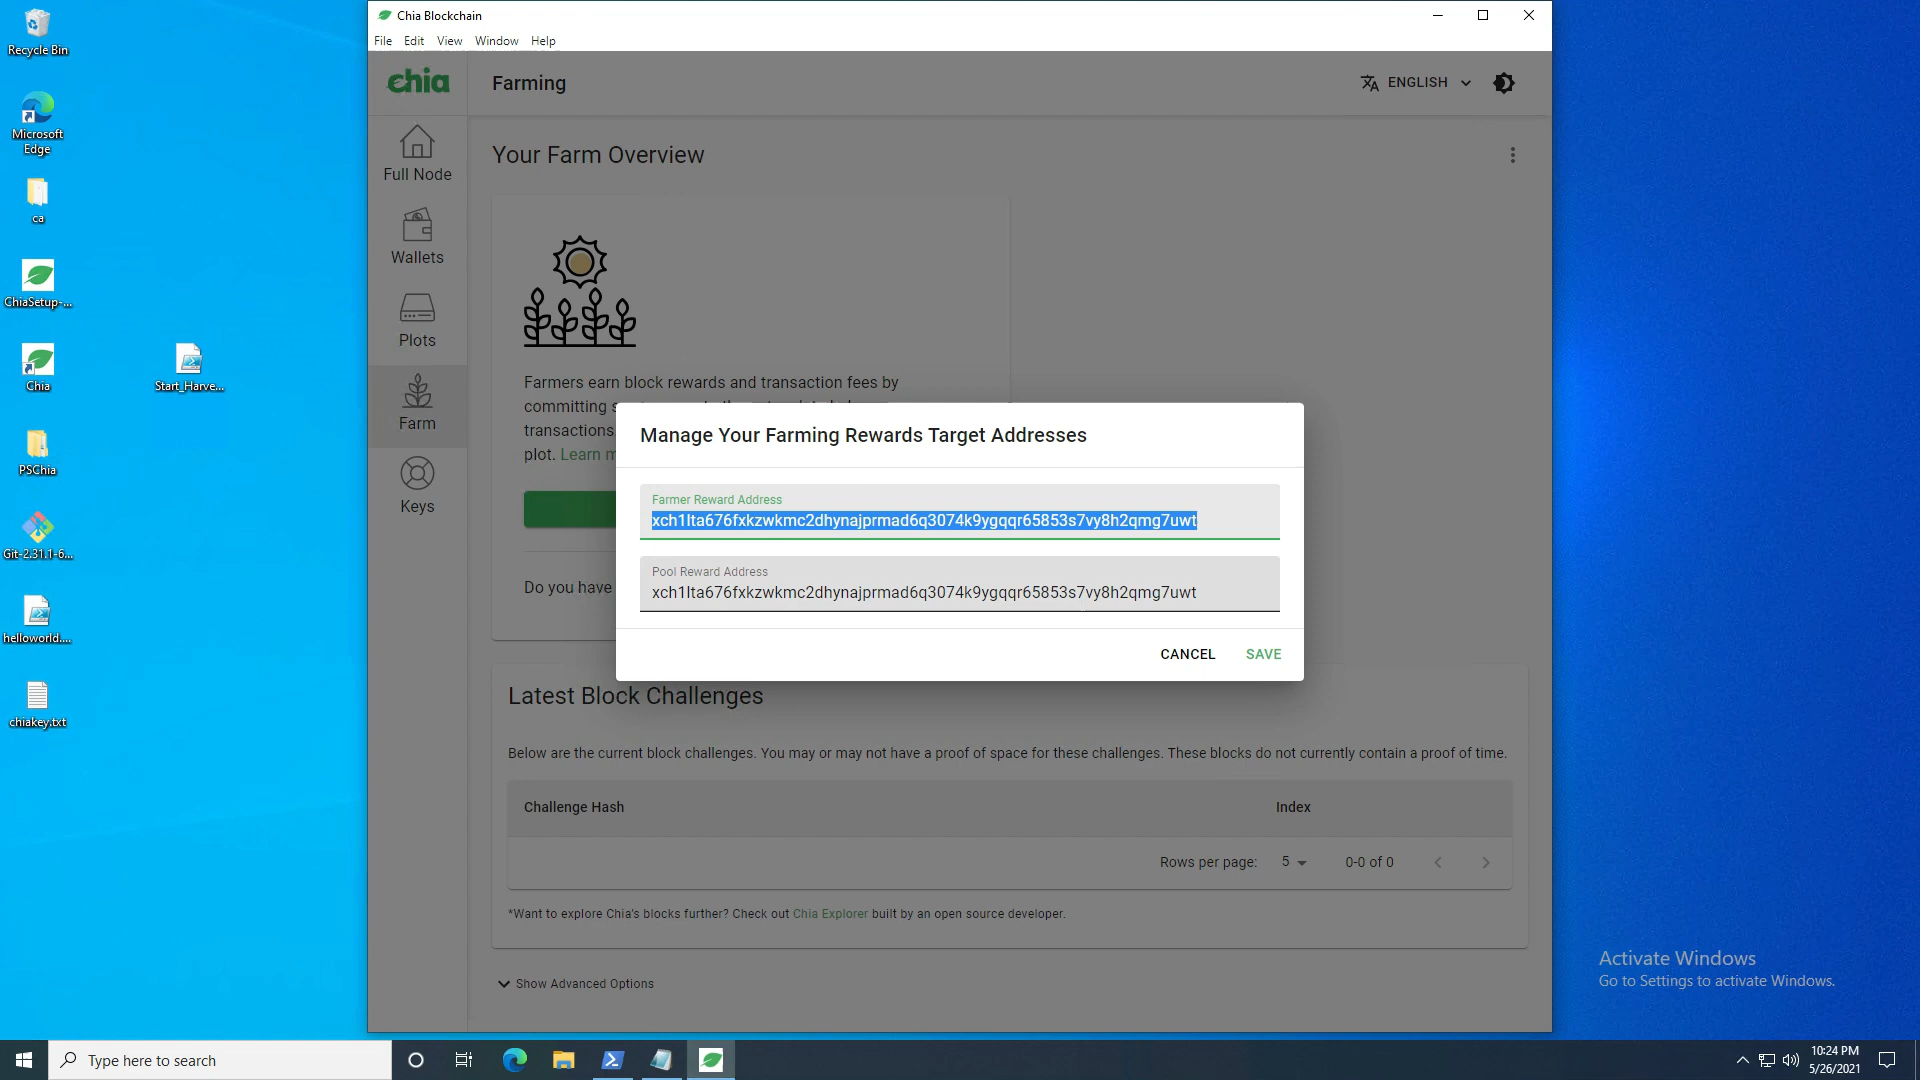 Recycle Bin
Microsoft
Edge
ca
ChiaSetup-...
Chia
Start_Harve...
PSChia
Git-2.31.1-6...
helloworld....
chiakey.txt
Chia Blockchain
File Edit View Window Help
chia
Farming
ENGLISH
Full Node
Wallets
Plots
Farm
Keys
Your Farm Overview
Farmers earn block rewards and transaction fees by
committing
transactions.
plot. Learn
Do you have
Manage Your Farming Rewards Target Addresses
Farmer Reward Address
xch1lta676fxkzwkmc2dhynajprmad6q3074k9ygqqr65853s7vy8h2qmg7uwt
Pool Reward Address
xch1lta676fxkzwkmc2dhynajprmad6q3074k9ygqqr65853s7vy8h2qmg7uwt
CANCEL SAVE
Latest Block Challenges
Below are the current block challenges. You may or may not have a proof of space for these challenges. These blocks do not currently contain a proof of time.
Challenge Hash Index
Rows per page: 5 0-0 of 0
*Want to explore Chia's blocks further? Check out Chia Explorer built by an open source developer.
Show Advanced Options
Activate Windows
Go to Settings to activate Windows.
Type here to search
10:24 PM
5/26/2021